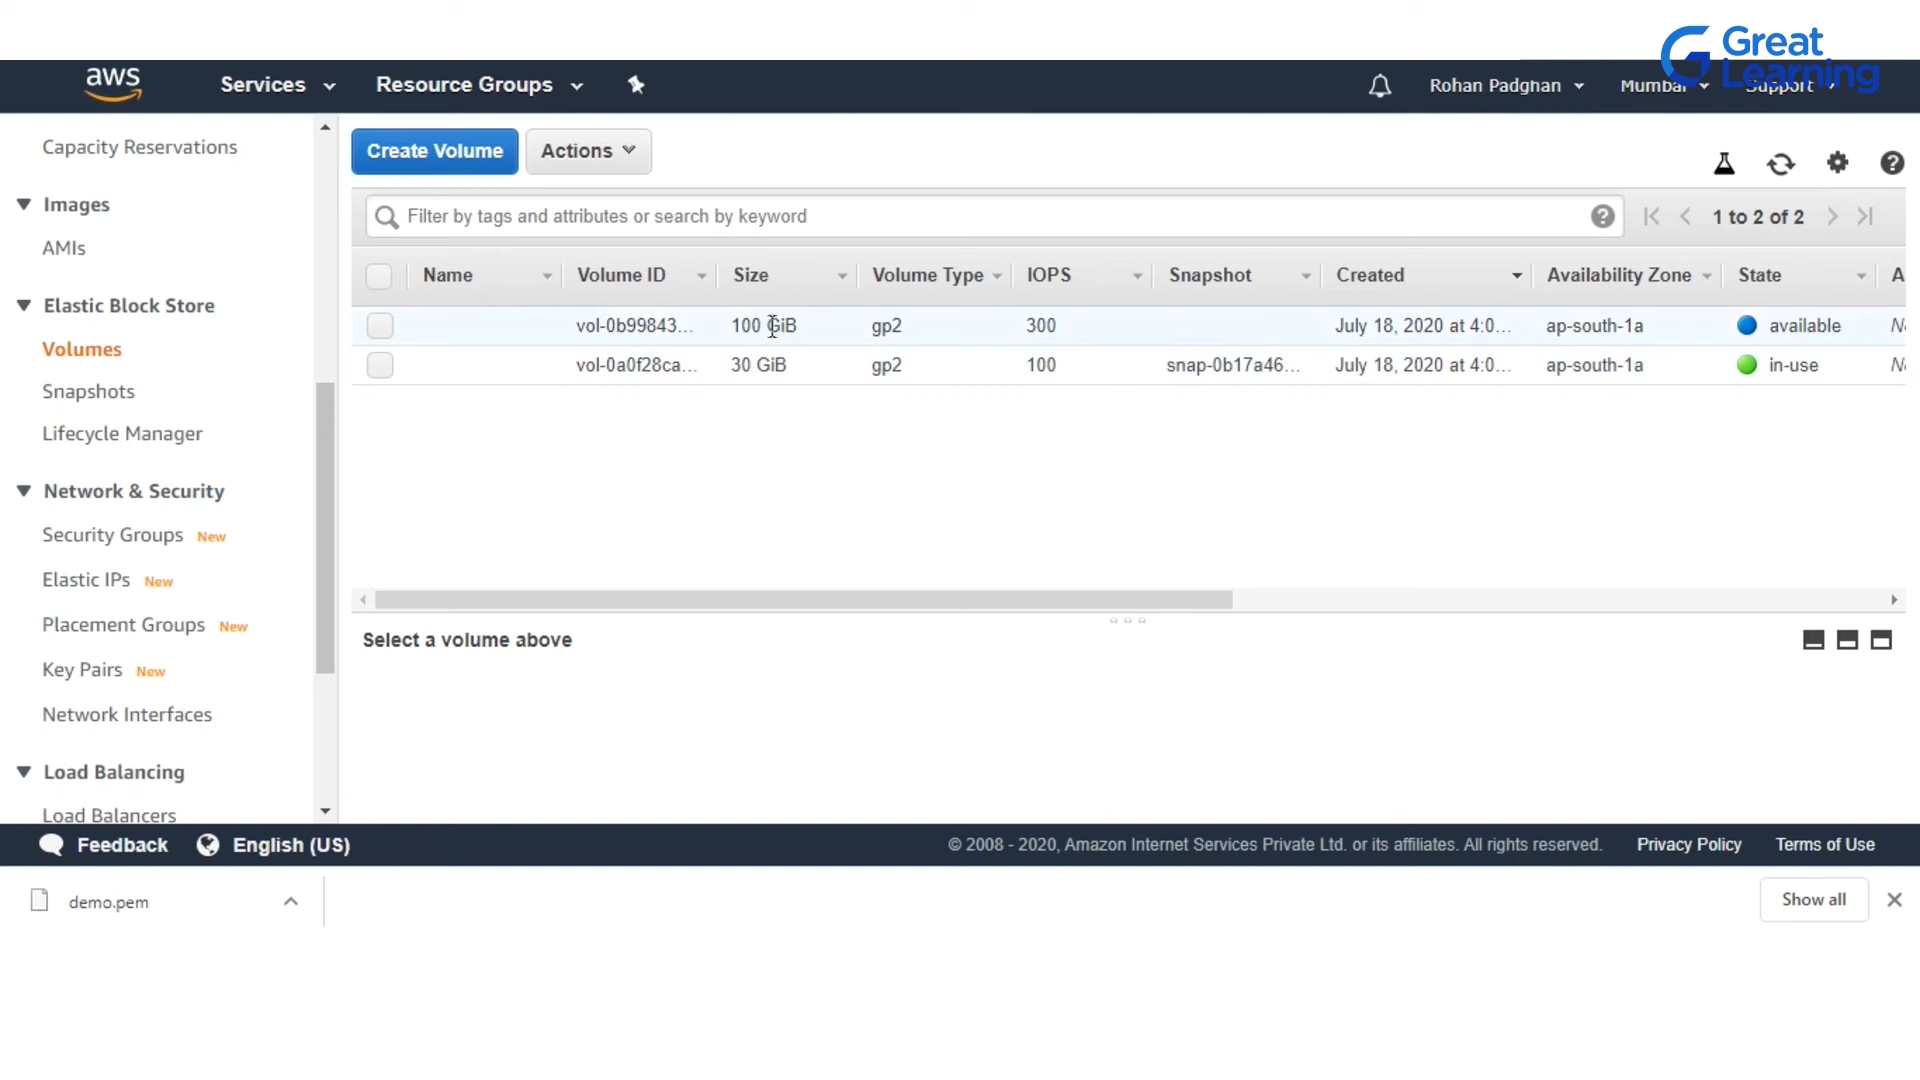 Great
Learning
aws
Services
Resource Groups
Rohan Padghan
Mumbai
Support
Capacity Reservations
Images
AMIs
Elastic Block Store
Volumes
Snapshots
Lifecycle Manager
Network & Security
Security Groups New
Elastic IPs New
Placement Groups New
Key Pairs New
Network Interfaces
Load Balancing
Load Balancers
Create Volume
Actions
Filter by tags and attributes or search by keyword
1 to 2 of 2
Name Volume ID Size Volume Type IOPS Snapshot Created Availability Zone State A
vol-0b99843... 100 GiB gp2 300 July 18, 2020 at 4:0... ap-south-1a available
vol-0a0f28ca... 30 GiB gp2 100 snap-0b17a46... July 18, 2020 at 4:0... ap-south-1a in-use
Select a volume above
Feedback
English (US)
© 2008 - 2020, Amazon Internet Services Private Ltd. or its affiliates. All rights reserved.
Privacy Policy
Terms of Use
demo.pem
Show all